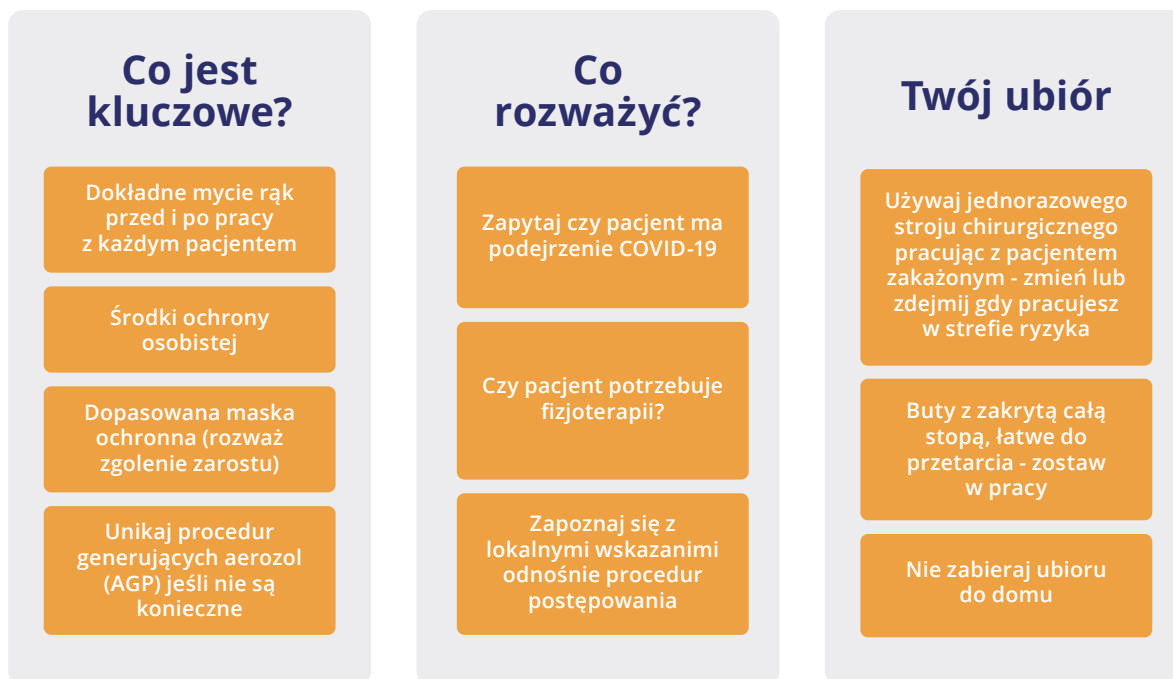 Co jest
kluczowe?
Dokładne mycie rąk
przed i po pracy
z każdym pacjentem
Środki ochrony
osobistej
Dopasowana maska
ochronna (rozważ
zgolenie zarostu)
Unikaj procedur
generujących aerozol
(AGP) jeśli nie są
konieczne
Co
rozważyć?
Zapytaj czy pacjent ma
podejrzenie COVID-19
Czy pacjent potrzebuje
fizjoterapii?
Zapoznaj się z
lokalnymi wskazanimi
odnośnie procedur
postępowania
Twój ubiór
Używaj jednorazowego
stroju chirurgicznego
pracując z pacjentem
zakażonym - zmień lub
zdejmij gdy pracujesz
w strefie ryzyka
Buty z zakrytą całą
stopą, łatwe do
przetarcia - zostaw
w pracy
Nie zabieraj ubioru
do domu